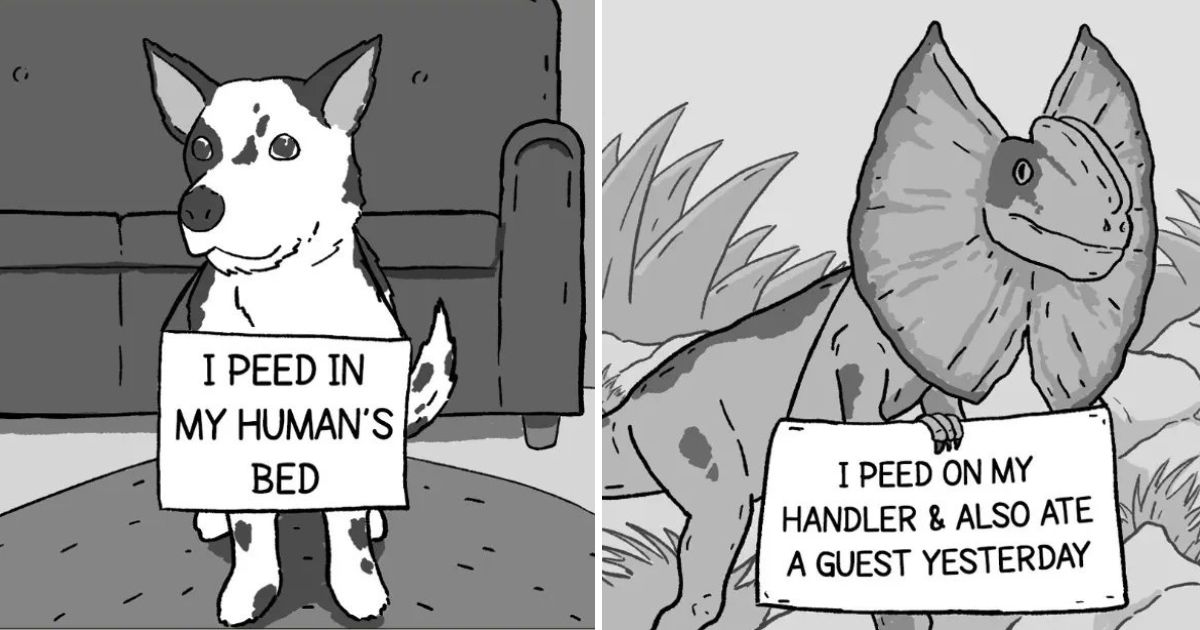 I PEED IN
MY HUMAN'S
BED
I PEED ON MY
HANDLER & ALSO ATE
A GUEST YESTERDAY